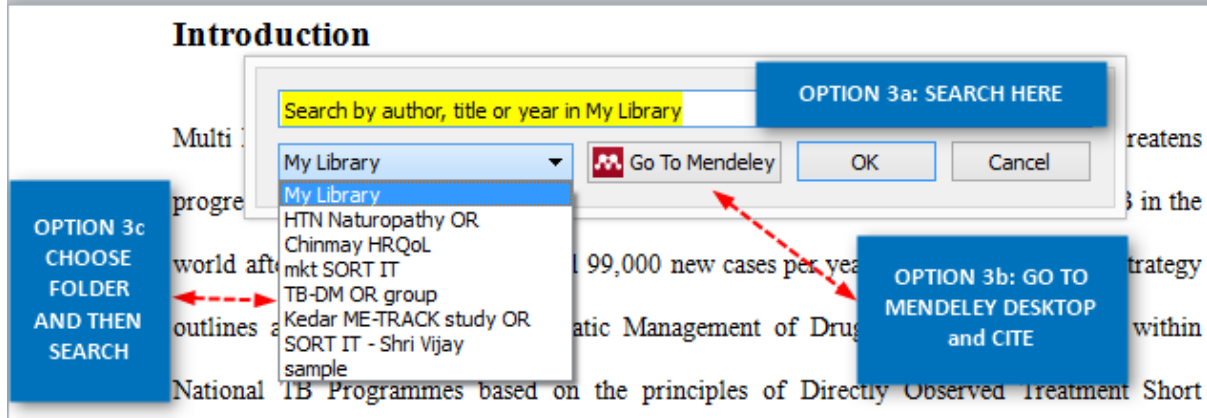 Introduction
OPTION 3a: SEARCH HERE
Search by author, title or year in My Library
Multi
reatens
My Library
Go To Mendeley
OK
Cancel
My Library
HTN Naturopathy OR
Chinmay HRQoL
mkt SORT IT
TB-DM OR group
Kedar ME-TRACK study OR
SORT IT - Shri Vijay
sample
OPTION 3c
CHOOSE
FOLDER
AND THEN
SEARCH
OPTION 3b: GO TO
MENDELEY DESKTOP
and CITE
progre
in the
world aft
99,000 new cases per yea
trategy
outlines a
atic Management of Dru
within
National TB Programmes based on the principles of Directly Observed Treatment Short